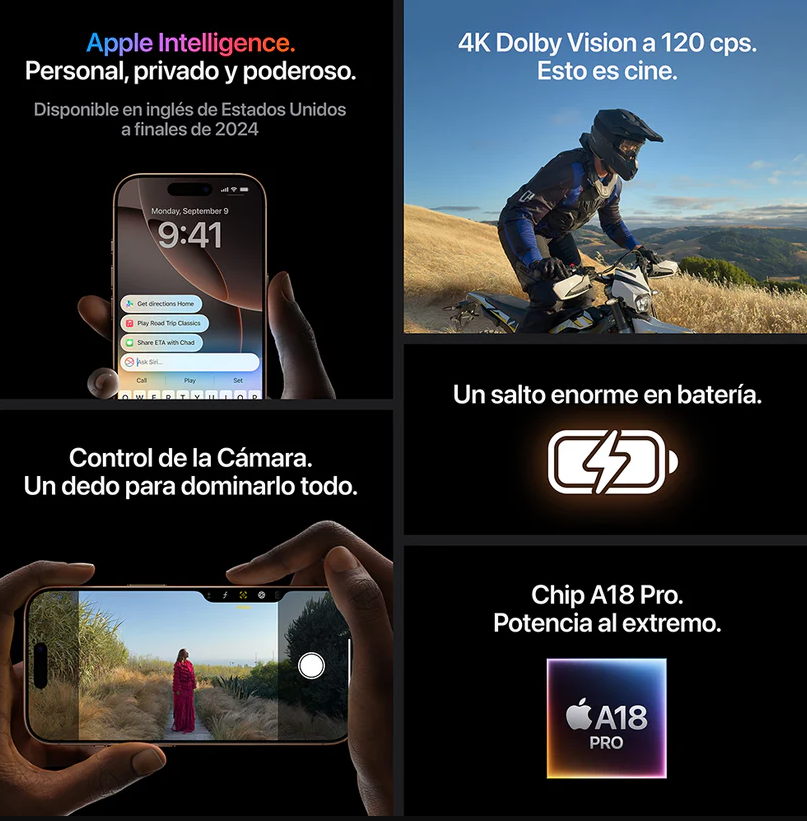 Apple Intelligence.
Personal, privado y poderoso.
Disponible en inglés de Estados Unidos
a finales de 2024
Monday, September 9
9:41
Get directions Home
Play Road Trip Classics
Share ETA with Chad
Ask Siri...
Call Play Set
Q W E R T Y U I O P
4K Dolby Vision a 120 cps.
Esto es cine.
Un salto enorme en batería.
Control de la Cámara.
Un dedo para dominarlo todo.
Chip A18 Pro.
Potencia al extremo.
A18
PRO